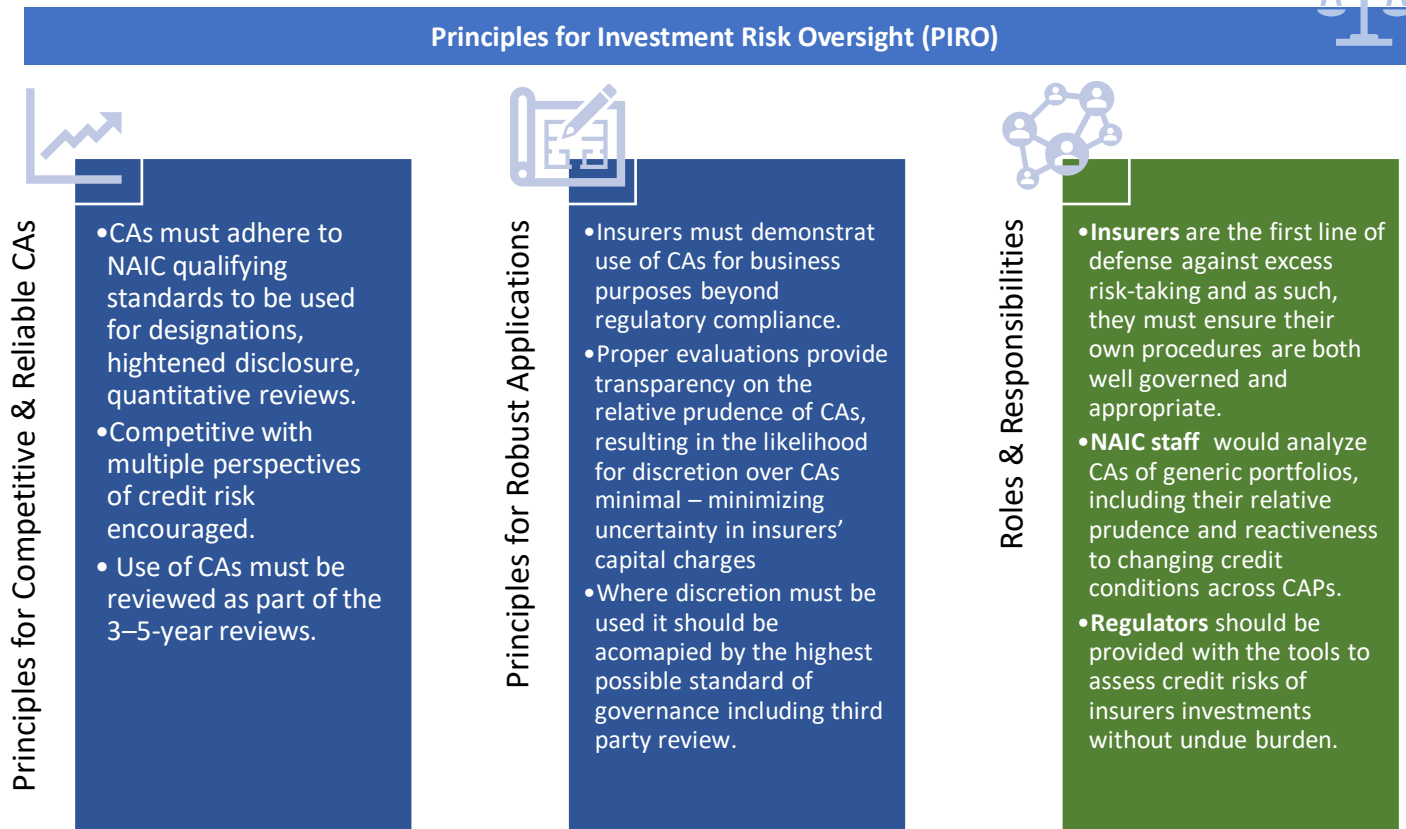 Principles for Investment Risk Oversight (PIRO)
Principles for Competitive & Reliable CAs
•CAs must adhere to
NAIC qualifying
standards to be used
for designations,
hightened disclosure,
quantitative reviews.
•Competitive with
multiple perspectives
of credit risk
encouraged.
• Use of CAs must be
reviewed as part of the
3–5-year reviews.
Principles for Robust Applications
•Insurers must demonstrat
use of CAs for business
purposes beyond
regulatory compliance.
•Proper evaluations provide
transparency on the
relative prudence of CAs,
resulting in the likelihood
for discretion over CAs
minimal – minimizing
uncertainty in insurers’
capital charges
•Where discretion must be
used it should be
acomapied by the highest
possible standard of
governance including third
party review.
Roles & Responsibilities
•Insurers are the first line of
defense against excess
risk-taking and as such,
they must ensure their
own procedures are both
well governed and
appropriate.
•NAIC staff would analyze
CAs of generic portfolios,
including their relative
prudence and reactiveness
to changing credit
conditions across CAPs.
•Regulators should be
provided with the tools to
assess credit risks of
insurers investments
without undue burden.